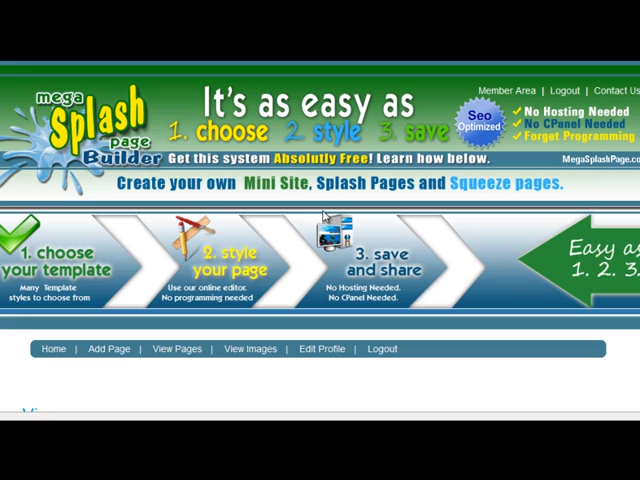 Member Area | Logout | Contact Us
mega
Splash
page
Builder
It's as easy as
1. choose 2. style 3. save
Seo
Optimized
No Hosting Needed
No CPanel Needed
Forget Programming
Get this system Absolutly Free! Learn how below.
MegaSplashPage.co
Create your own Mini Site, Splash Pages and Squeeze pages.
1. choose
your template
Many Template
styles to choose from
2. style
your page
Use our online editor.
No programming needed
3. save
and share
No Hosting Needed.
No CPanel Needed.
Easy as
1. 2. 3.
Home | Add Page | View Pages | View Images | Edit Profile | Logout